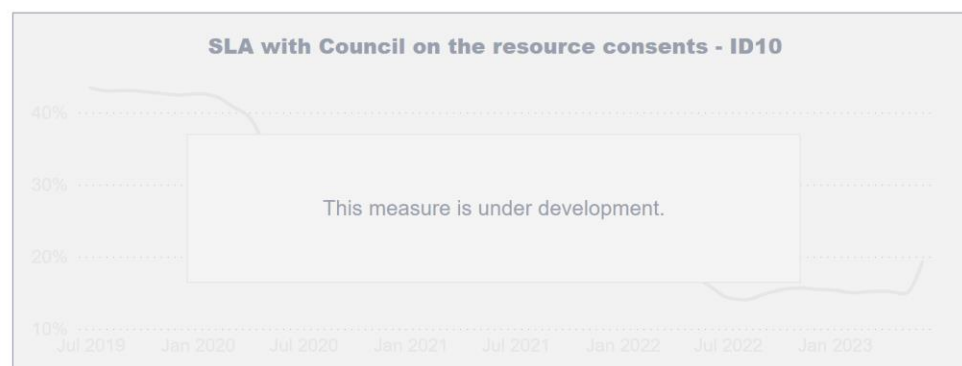 SLA with Council on the resource consents - ID10
40%
30%
This measure is under development.
20%
10%
Jul 2019 Jan 2020 Jul 2020 Jan 2021 Jul 2021 Jan 2022 Jul 2022 Jan 2023